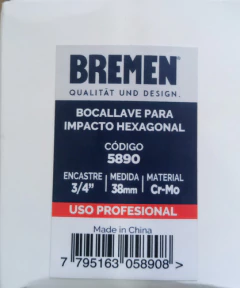 BREMEN®
QUALITÄT UND DESIGN.
BOCALLAVE PARA
IMPACTO HEXAGONAL
CÓDIGO
5890
ENCASTRE | MEDIDA | MATERIAL
3/4” | 38mm | Cr-Mo
USO PROFESIONAL
Made in China
7 795163 058908 >